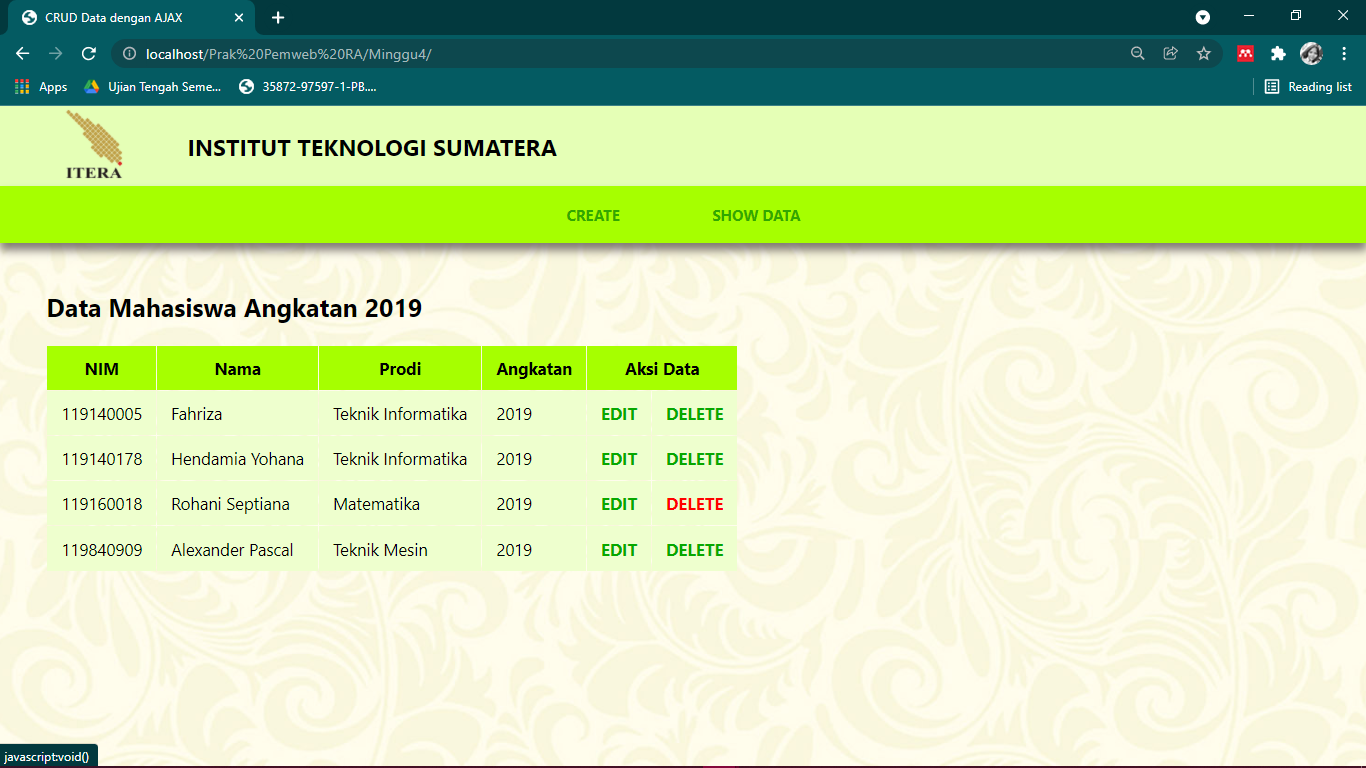 CRUD Data dengan AJAX
localhost/Prak%20Pemweb%20RA/Minggu4/
Apps Ujian Tengah Seme... 35872-97597-1-PB.... Reading list
ITERA
INSTITUT TEKNOLOGI SUMATERA
CREATE SHOW DATA
Data Mahasiswa Angkatan 2019
NIM Nama Prodi Angkatan Aksi Data
119140005 Fahriza Teknik Informatika 2019 EDIT DELETE
119140178 Hendamia Yohana Teknik Informatika 2019 EDIT DELETE
119160018 Rohani Septiana Matematika 2019 EDIT DELETE
119840909 Alexander Pascal Teknik Mesin 2019 EDIT DELETE
javascript:void()